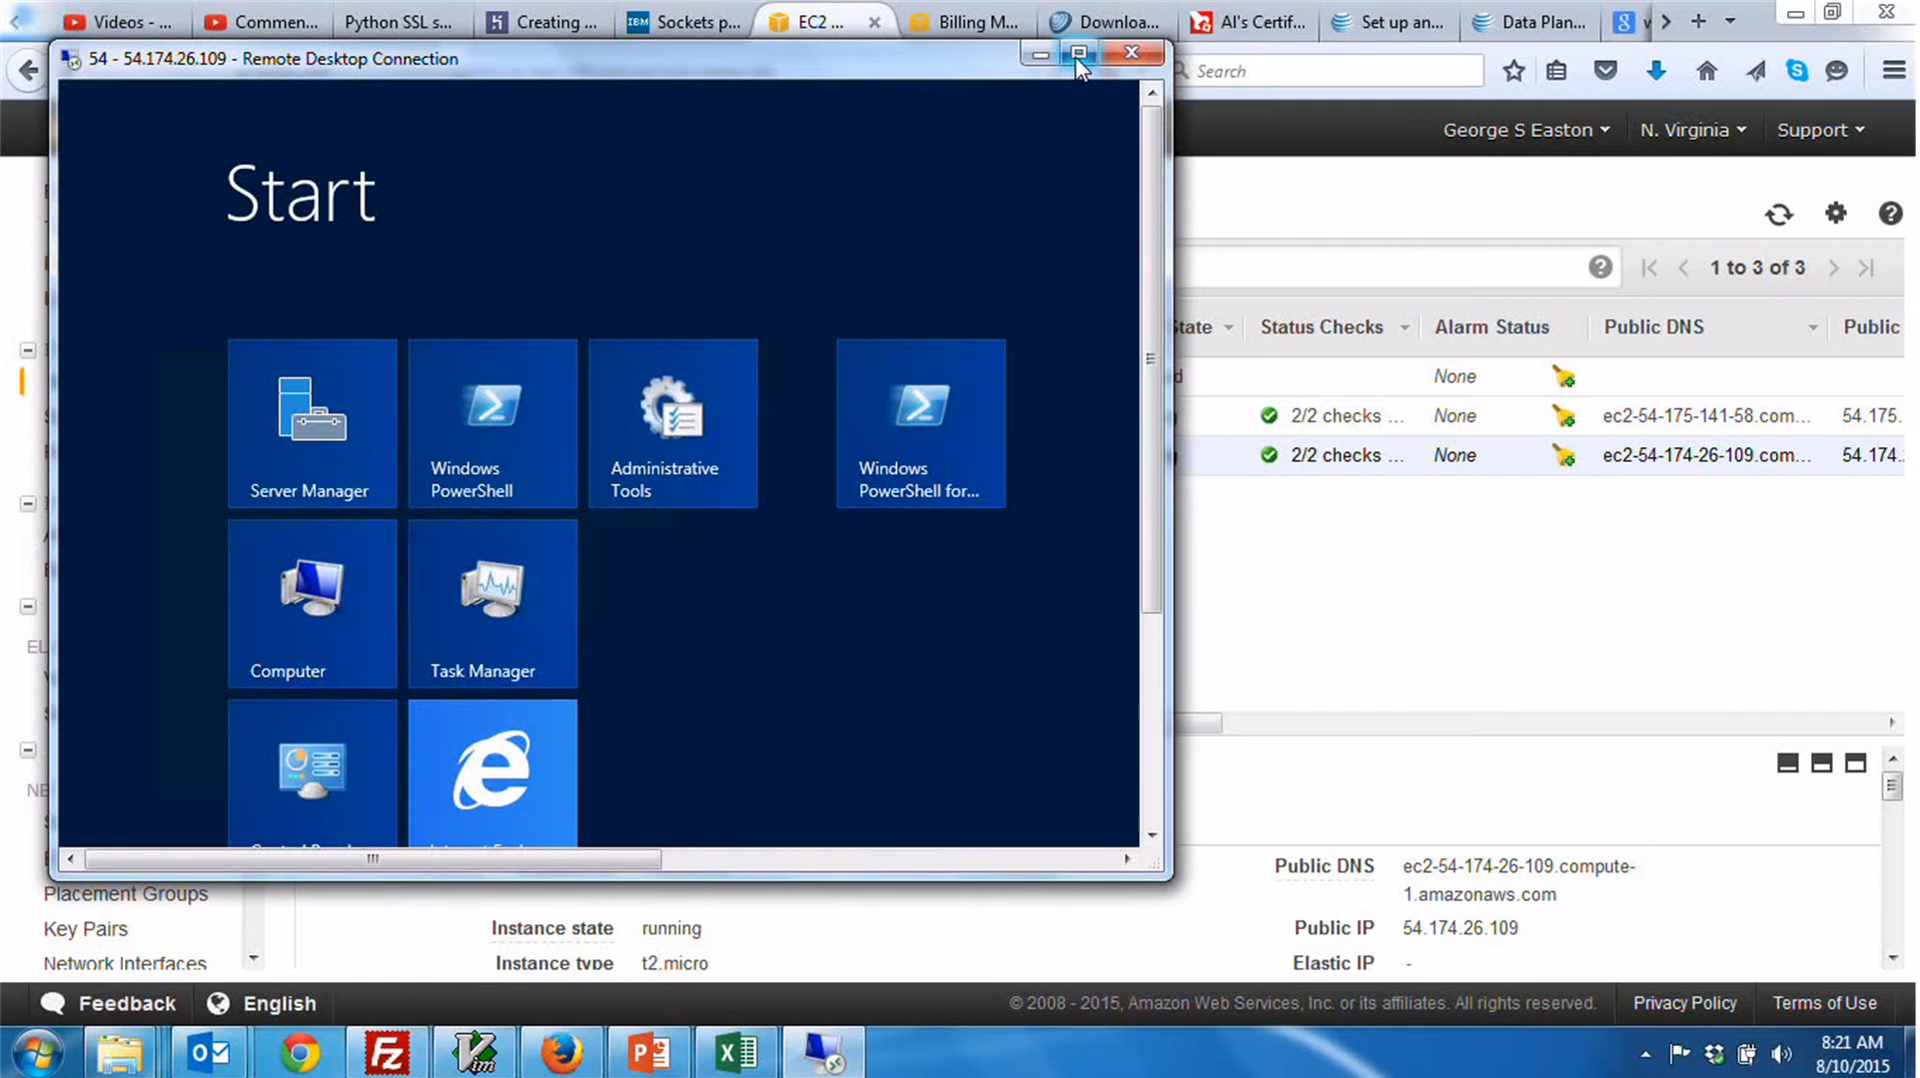 Videos - ...
Commen...
Python SSL s...
Creating ...
IBM Sockets p...
EC2 ...
Billing M...
Downloa...
AI's Certif...
Set up an...
Data Plan...
54 - 54.174.26.109 - Remote Desktop Connection
Search
George S Easton
N. Virginia
Support
Start
1 to 3 of 3
State
Status Checks
Alarm Status
Public DNS
Public
d
None
2/2 checks ...
None
ec2-54-175-141-58.com...
54.175.
g
2/2 checks ...
None
ec2-54-174-26-109.com...
54.174.
Server Manager
Windows
PowerShell
Administrative
Tools
Windows
PowerShell for...
Computer
Task Manager
EL
NE
Placement Groups
Key Pairs
Network Interfaces
Instance state running
Instance type t2.micro
Public DNS ec2-54-174-26-109.compute-
1.amazonaws.com
Public IP 54.174.26.109
Elastic IP -
Feedback
English
© 2008 - 2015, Amazon Web Services, Inc. or its affiliates. All rights reserved.
Privacy Policy
Terms of Use
8:21 AM
8/10/2015